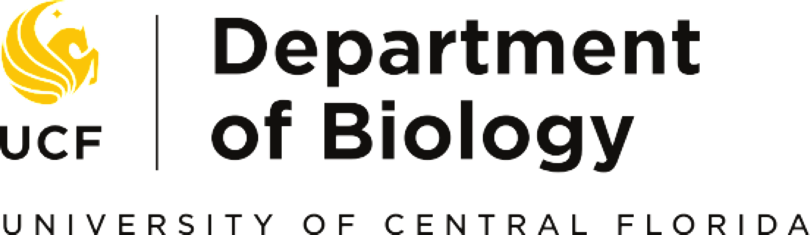 UCF
Department
of Biology
UNIVERSITY OF CENTRAL FLORIDA